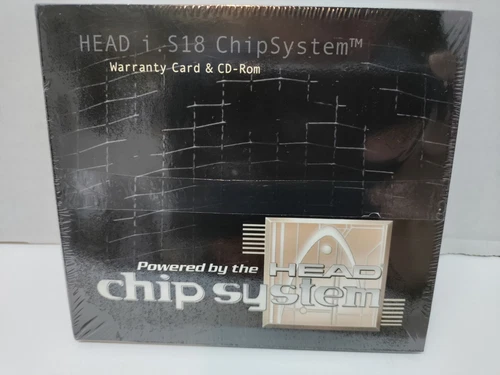 HEAD i.S18 ChipSystem™
Warranty Card & CD-Rom
Powered by the HEAD
chip system